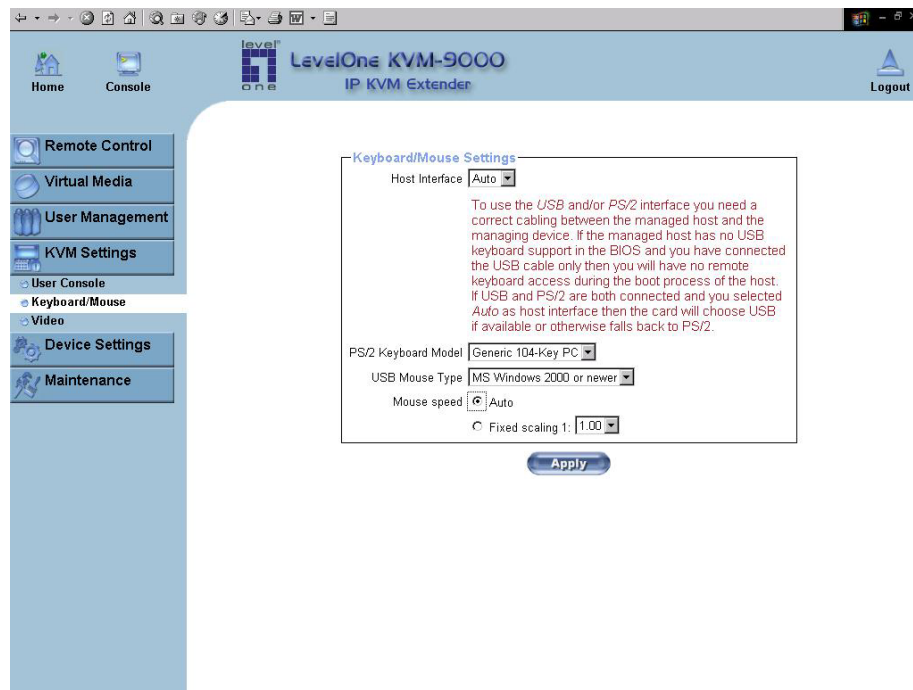 level
one
LevelOne KVM-9000
IP KVM Extender
Home
Console
Logout
Remote Control
Virtual Media
User Management
KVM Settings
User Console
Keyboard/Mouse
Video
Device Settings
Maintenance
Keyboard/Mouse Settings
Host Interface Auto
To use the USB and/or PS/2 interface you need a
correct cabling between the managed host and the
managing device. If the managed host has no USB
keyboard support in the BIOS and you have connected
the USB cable only then you will have no remote
keyboard access during the boot process of the host.
If USB and PS/2 are both connected and you selected
Auto as host interface then the card will choose USB
if available or otherwise falls back to PS/2.
PS/2 Keyboard Model Generic 104-Key PC
USB Mouse Type MS Windows 2000 or newer
Mouse speed Auto
Fixed scaling 1: 1.00
Apply